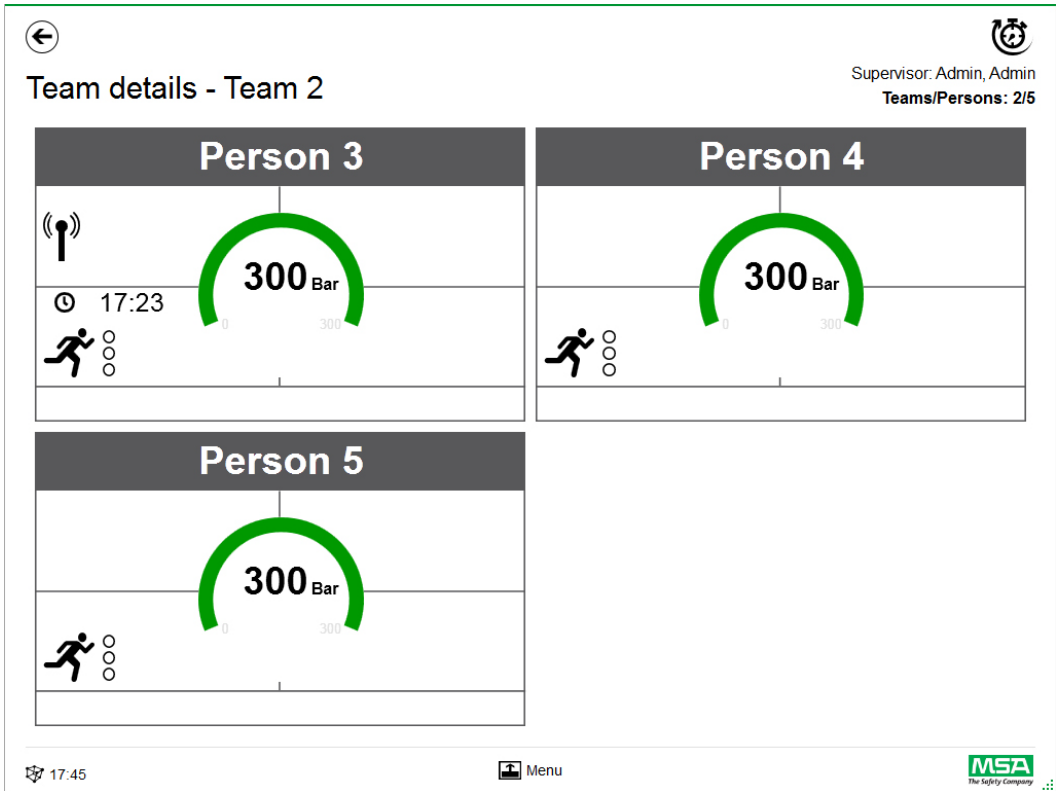 Supervisor: Admin, Admin
Team details - Team 2
Teams/Persons: 2/5
Person 3
300 Bar
0 300
17:23
Person 4
300 Bar
0 300
Person 5
300 Bar
0 300
17:45
Menu
MSA
The Safety Company